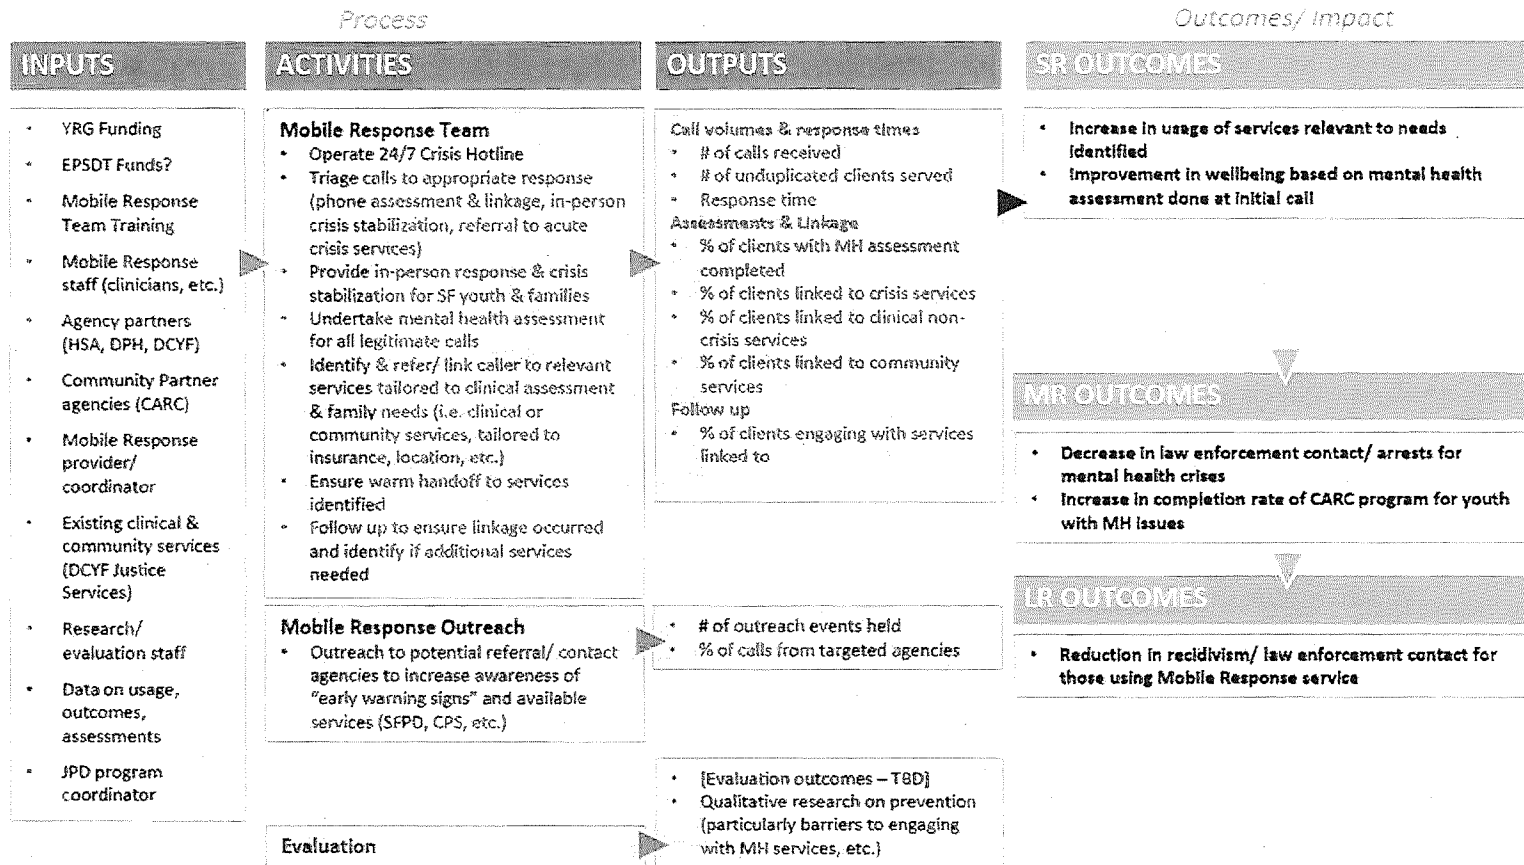 Process
Outcomes/ Impact
INPUTS
ACTIVITIES
OUTPUTS
SR OUTCOMES
• YRG Funding
• EPSDT Funds?
• Mobile Response
Team Training
• Mobile Response
staff (clinicians, etc.)
• Agency partners
(HSA, DPH, DCYF)
• Community Partner
agencies (CARC)
• Mobile Response
provider/
coordinator
• Existing clinical &
community services
(DCYF Justice
Services)
• Research/
evaluation staff
• Data on usage,
outcomes,
assessments
• JPD program
coordinator
Mobile Response Team
• Operate 24/7 Crisis Hotline
• Triage calls to appropriate response
(phone assessment & linkage, in-person
crisis stabilization, referral to acute
crisis services)
• Provide in-person response & crisis
stabilization for SF youth & families
• Undertake mental health assessment
for all legitimate calls
• Identify & refer/ link caller to relevant
services tailored to clinical assessment
& family needs (i.e. clinical or
community services, tailored to
insurance, location, etc.)
• Ensure warm handoff to services
identified
• Follow up to ensure linkage occurred
and identify if additional services
needed
Mobile Response Outreach
• Outreach to potential referral/ contact
agencies to increase awareness of
"early warning signs" and available
services (SFPD, CPS, etc.)
Evaluation
Call volumes & response times
• # of calls received
• # of unduplicated clients served
• Response time
Assessments & Linkage
• % of clients with MH assessment
completed
• % of clients linked to crisis services
• % of clients linked to clinical non-
crisis services
• % of clients linked to community
services
Follow up
• % of clients engaging with services
linked to
• # of outreach events held
• % of calls from targeted agencies
• [Evaluation outcomes – TBD]
• Qualitative research on prevention
(particularly barriers to engaging
with MH services, etc.)
• Increase in usage of services relevant to needs
identified
• Improvement in wellbeing based on mental health
assessment done at initial call
MR OUTCOMES
• Decrease in law enforcement contact/ arrests for
mental health crises
• Increase in completion rate of CARC program for youth
with MH issues
LR OUTCOMES
• Reduction in recidivism/ law enforcement contact for
those using Mobile Response service